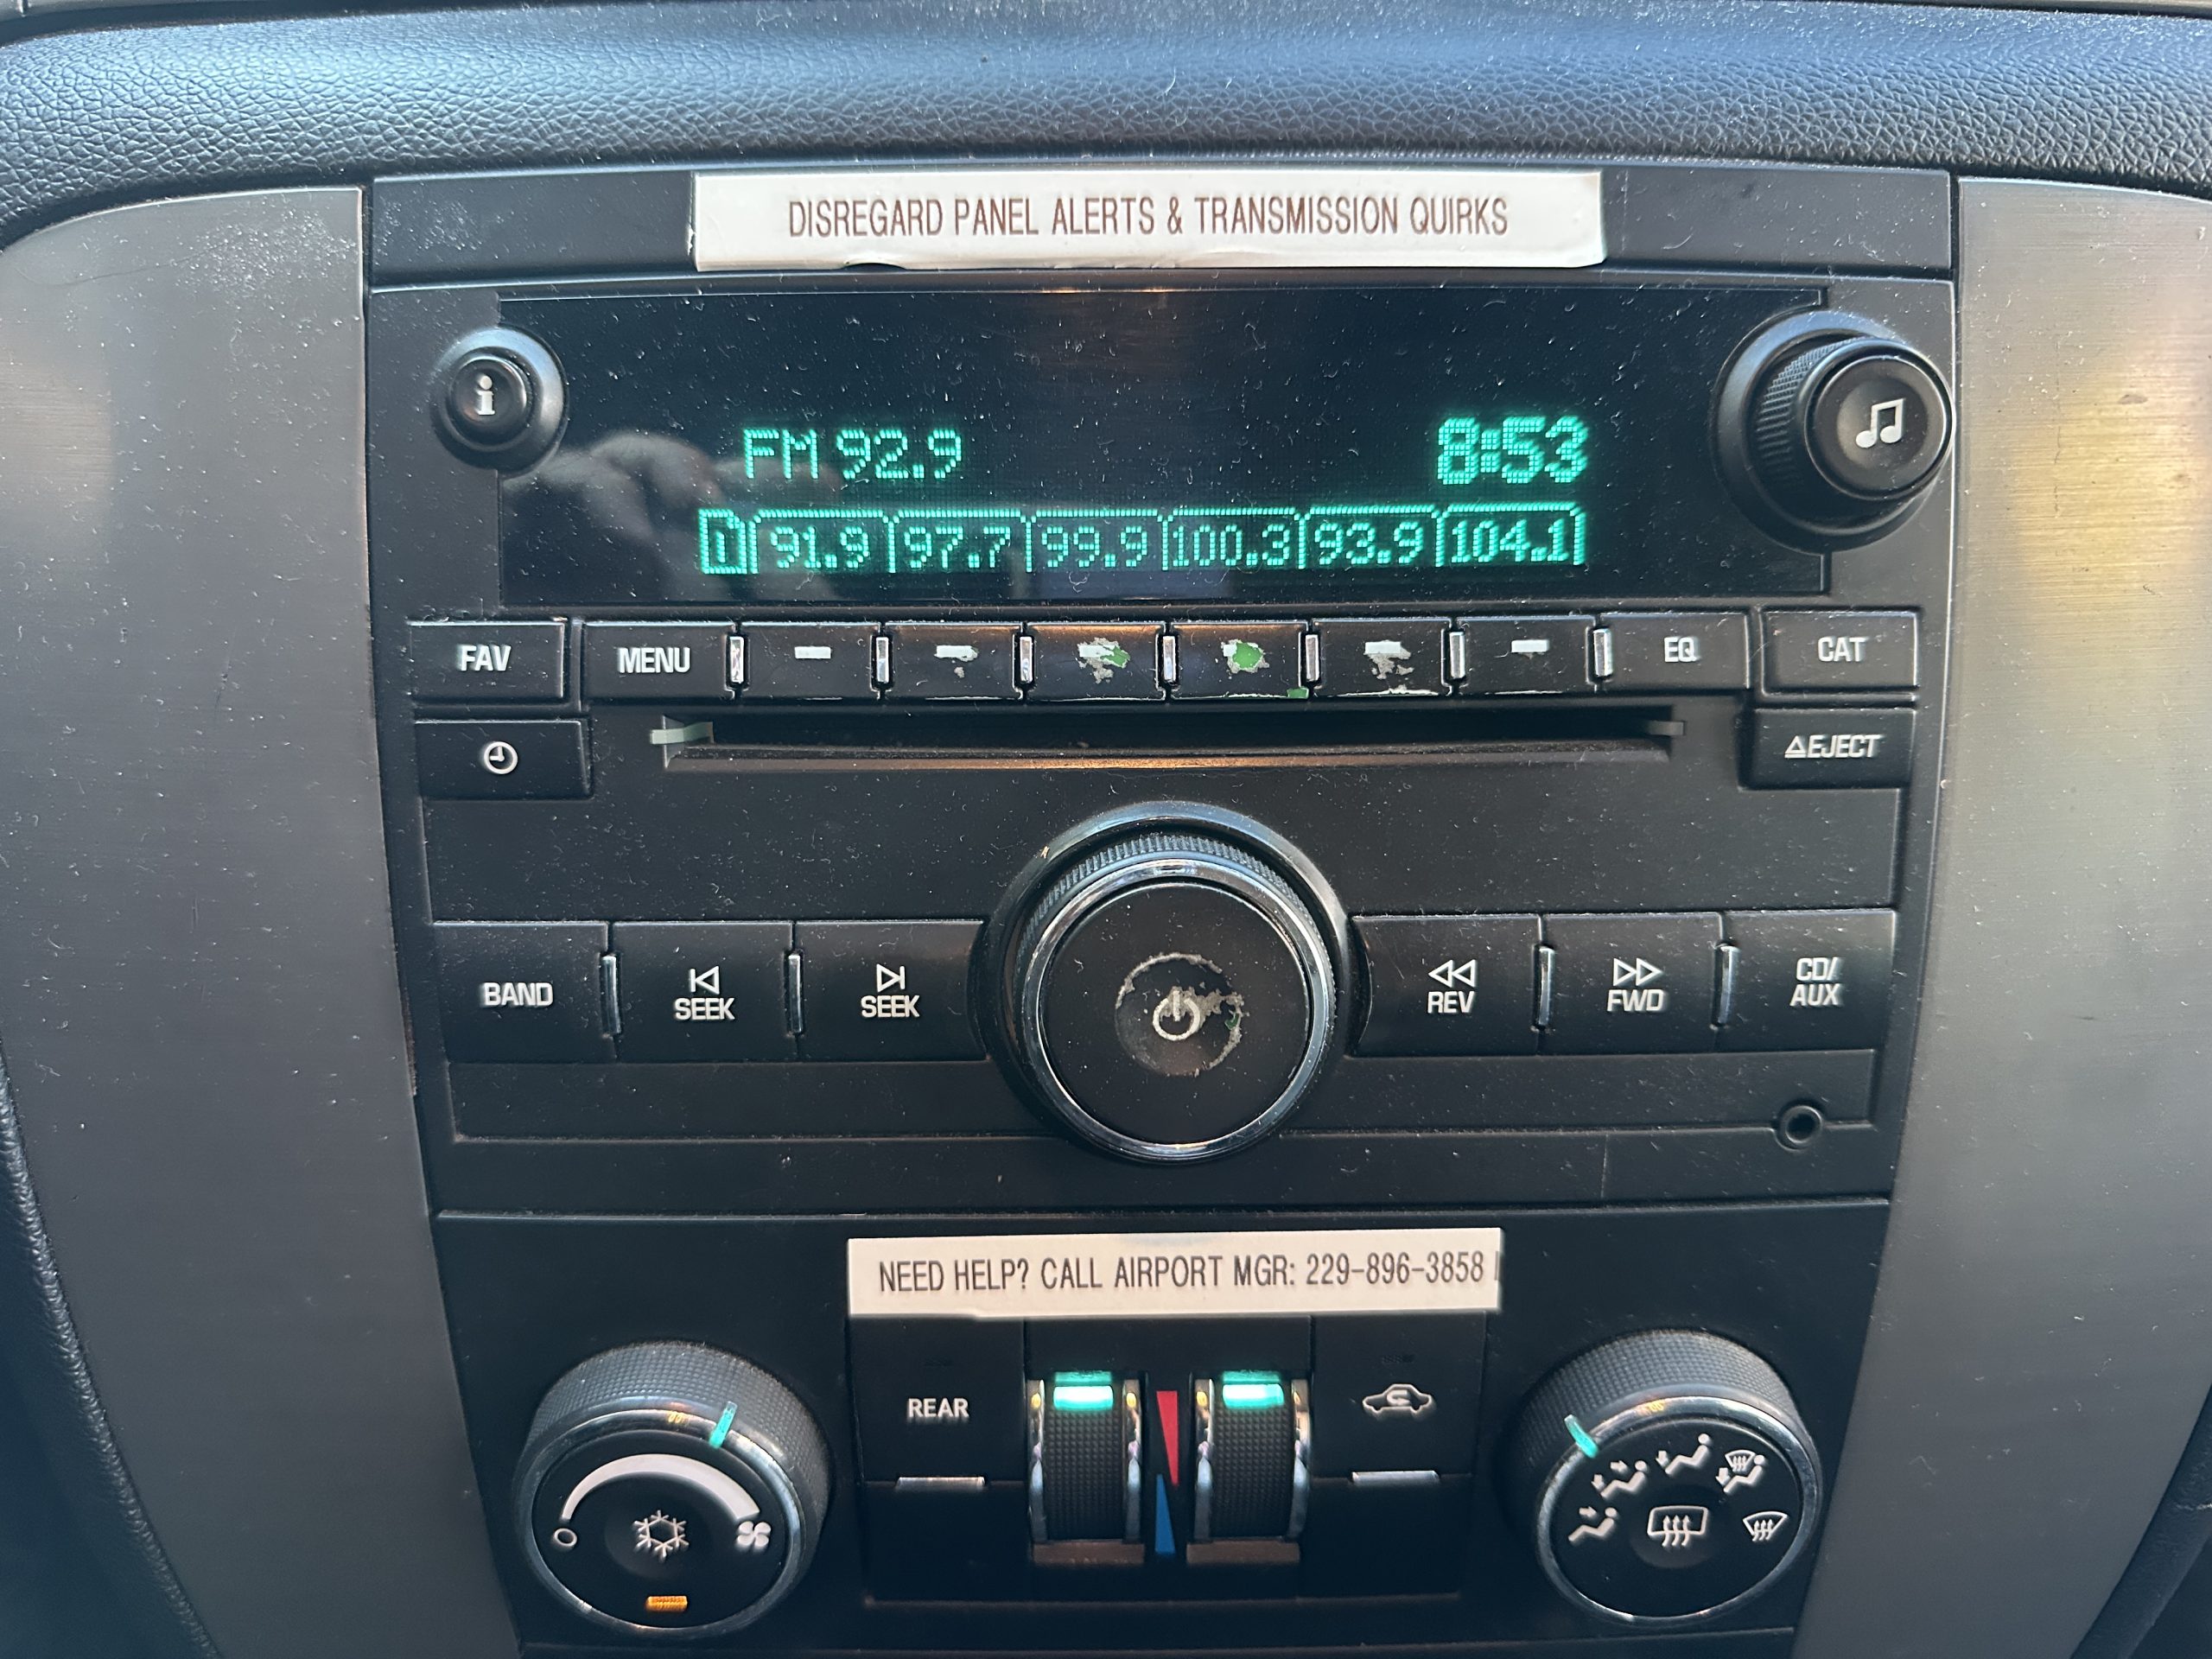 DISREGARD PANEL ALERTS & TRANSMISSION QUIRKS
i
FM 92.9 8:53
1 91.9 97.7 99.9 100.3 93.9 104.1
FAV MENU EQ CAT
EJECT
BAND SEEK SEEK REV FWD CD/
AUX
NEED HELP? CALL AIRPORT MGR: 229-896-3858
REAR